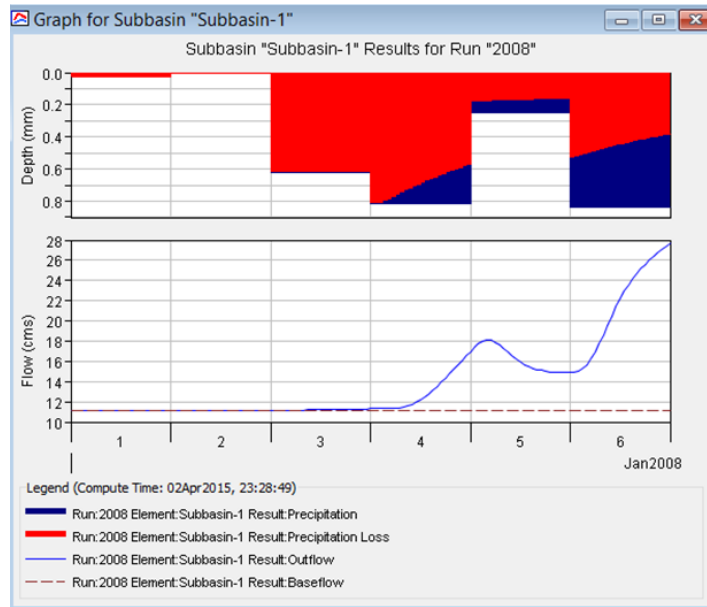 Graph for Subbasin "Subbasin-1"
Subbasin "Subbasin-1" Results for Run "2008"
Depth (mm)
0.0
0.2
0.4
0.6
0.8
Flow (cms)
28
26
24
22
20
18
16
14
12
10
1 2 3 4 5 6
Jan2008
Legend (Compute Time: 02Apr2015, 23:28:49)
Run:2008 Element:Subbasin-1 Result:Precipitation
Run:2008 Element:Subbasin-1 Result:Precipitation Loss
Run:2008 Element:Subbasin-1 Result:Outflow
Run:2008 Element:Subbasin-1 Result:Baseflow